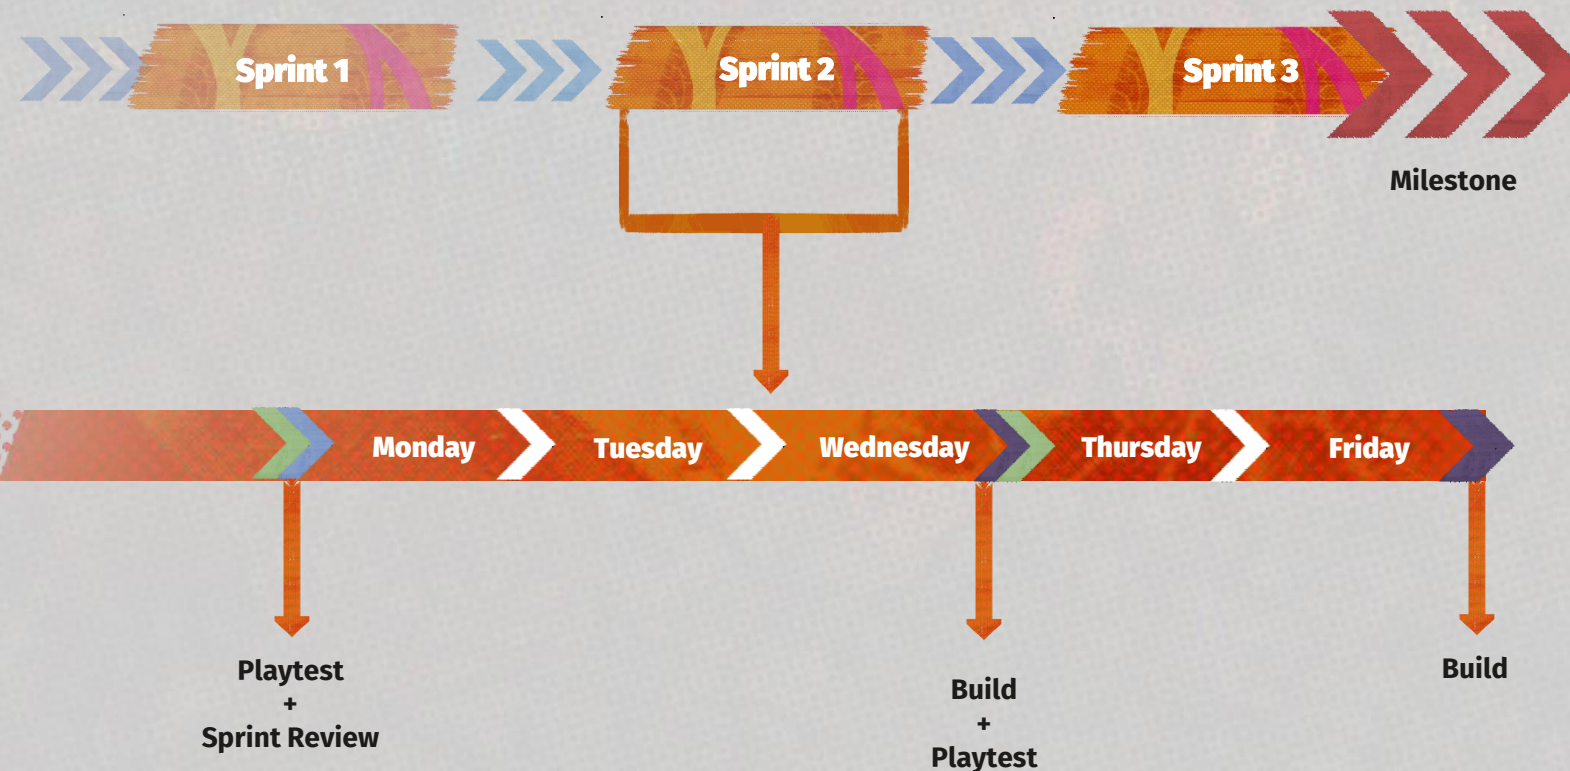 Sprint 1
Sprint 2
Sprint 3
Milestone
Monday
Tuesday
Wednesday
Thursday
Friday
Playtest
+
Sprint Review
Build
+
Playtest
Build